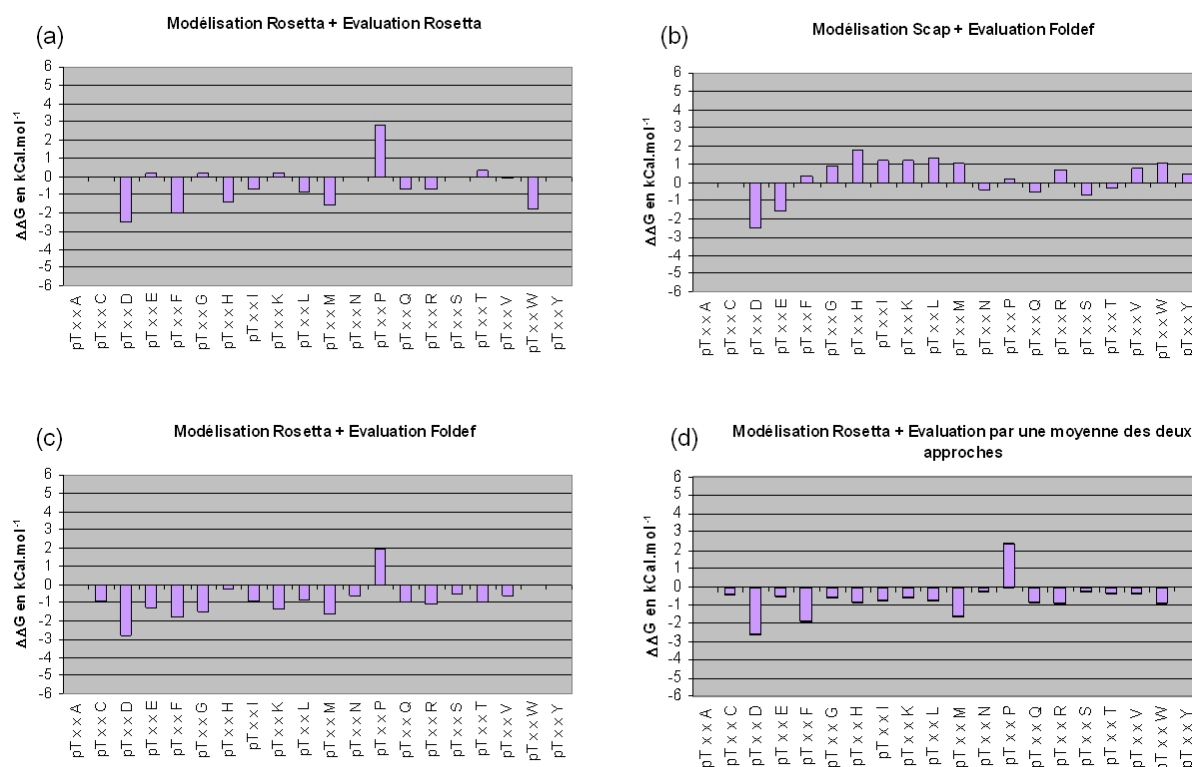 (a)
Modélisation Rosetta + Evaluation Rosetta
6
5
4
3
2
1
0
-1
-2
-3
-4
-5
-6
ΔΔG en kCal.mol⁻¹
pTxxA
pTxxC
pTxxD
pTxxE
pTxxF
pTxxG
pTxxH
pTxxI
pTxxK
pTxxL
pTxxM
pTxxN
pTxxP
pTxxQ
pTxxR
pTxxS
pTxxT
pTxxV
pTxxW
pTxxY
(b)
Modélisation Scap + Evaluation Foldef
6
5
4
3
2
1
0
-1
-2
-3
-4
-5
-6
ΔΔG en kCal.mol⁻¹
pTxxA
pTxxC
pTxxD
pTxxE
pTxxF
pTxxG
pTxxH
pTxxI
pTxxK
pTxxL
pTxxM
pTxxN
pTxxP
pTxxQ
pTxxR
pTxxS
pTxxT
pTxxV
pTxxW
pTxxY
(c)
Modélisation Rosetta + Evaluation Foldef
6
5
4
3
2
1
0
-1
-2
-3
-4
-5
-6
ΔΔG en kCal.mol⁻¹
pTxxA
pTxxC
pTxxD
pTxxE
pTxxF
pTxxG
pTxxH
pTxxI
pTxxK
pTxxL
pTxxM
pTxxN
pTxxP
pTxxQ
pTxxR
pTxxS
pTxxT
pTxxV
pTxxW
pTxxY
(d)
Modélisation Rosetta + Evaluation par une moyenne des deux
approches
6
5
4
3
2
1
0
-1
-2
-3
-4
-5
-6
ΔΔG en kCal.mol⁻¹
pTxxA
pTxxC
pTxxD
pTxxE
pTxxF
pTxxG
pTxxH
pTxxI
pTxxK
pTxxL
pTxxM
pTxxN
pTxxP
pTxxQ
pTxxR
pTxxS
pTxxT
pTxxV
pTxxW
pTxxY